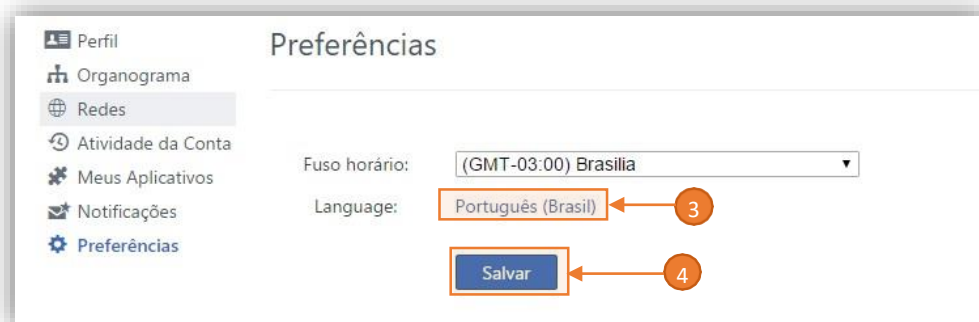 Perfil
Organograma
Redes
Atividade da Conta
Meus Aplicativos
Notificações
Preferências
Preferências
Fuso horário: (GMT-03:00) Brasilia
Language: Português (Brasil) 3
Salvar 4